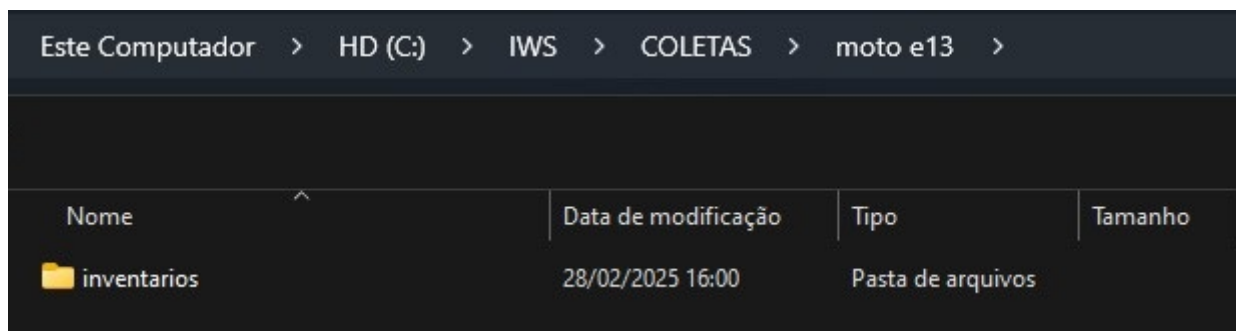 Este Computador > HD (C:) > IWS > COLETAS > moto e13 >
Nome Data de modificação Tipo Tamanho
inventarios 28/02/2025 16:00 Pasta de arquivos